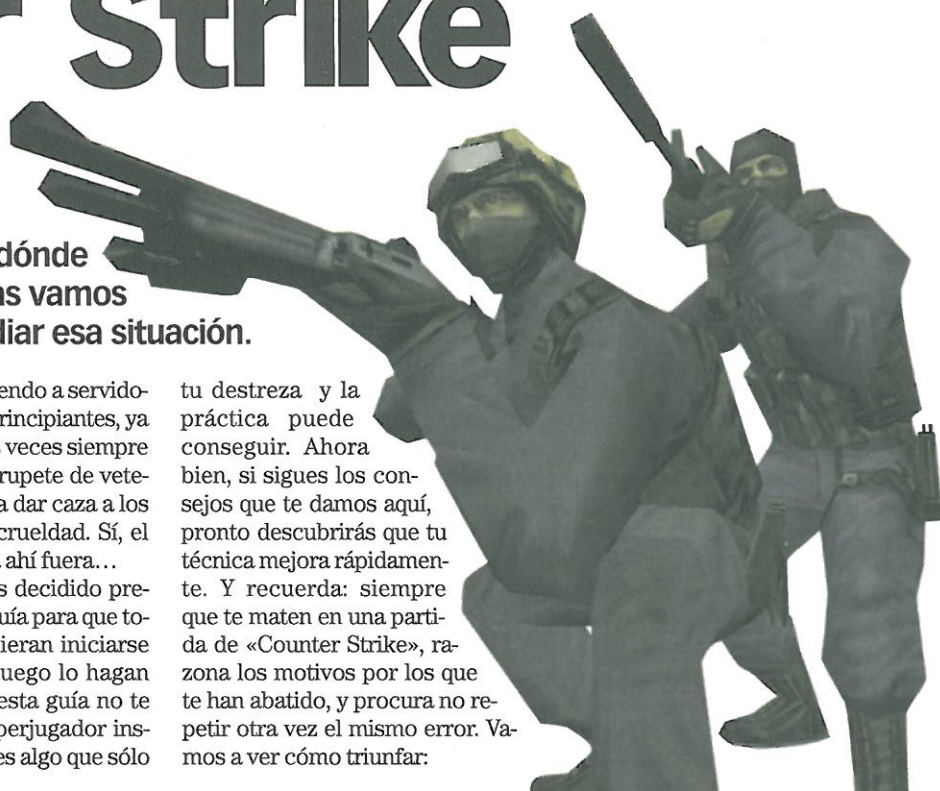 r Strike
dónde
as vamos
diar esa situación.
endo a servido-
rincipiantes, ya
s veces siempre
rupete de vete-
a dar caza a los
crueldad. Sí, el
ahí fuera...
s decidido pre-
uía para que to-
ieran iniciarse
uego lo hagan
esta guía no te
perjugador ins-
es algo que sólo
tu destreza y la
práctica puede
conseguir. Ahora
bien, si sigues los con-
sejos que te damos aquí,
pronto descubrirás que tu
técnica mejora rápidamen-
te. Y recuerda: siempre
que te maten en una parti-
da de «Counter Strike», ra-
zona los motivos por los que
te han abatido, y procura no re-
petir otra vez el mismo error. Va-
mos a ver cómo triunfar: